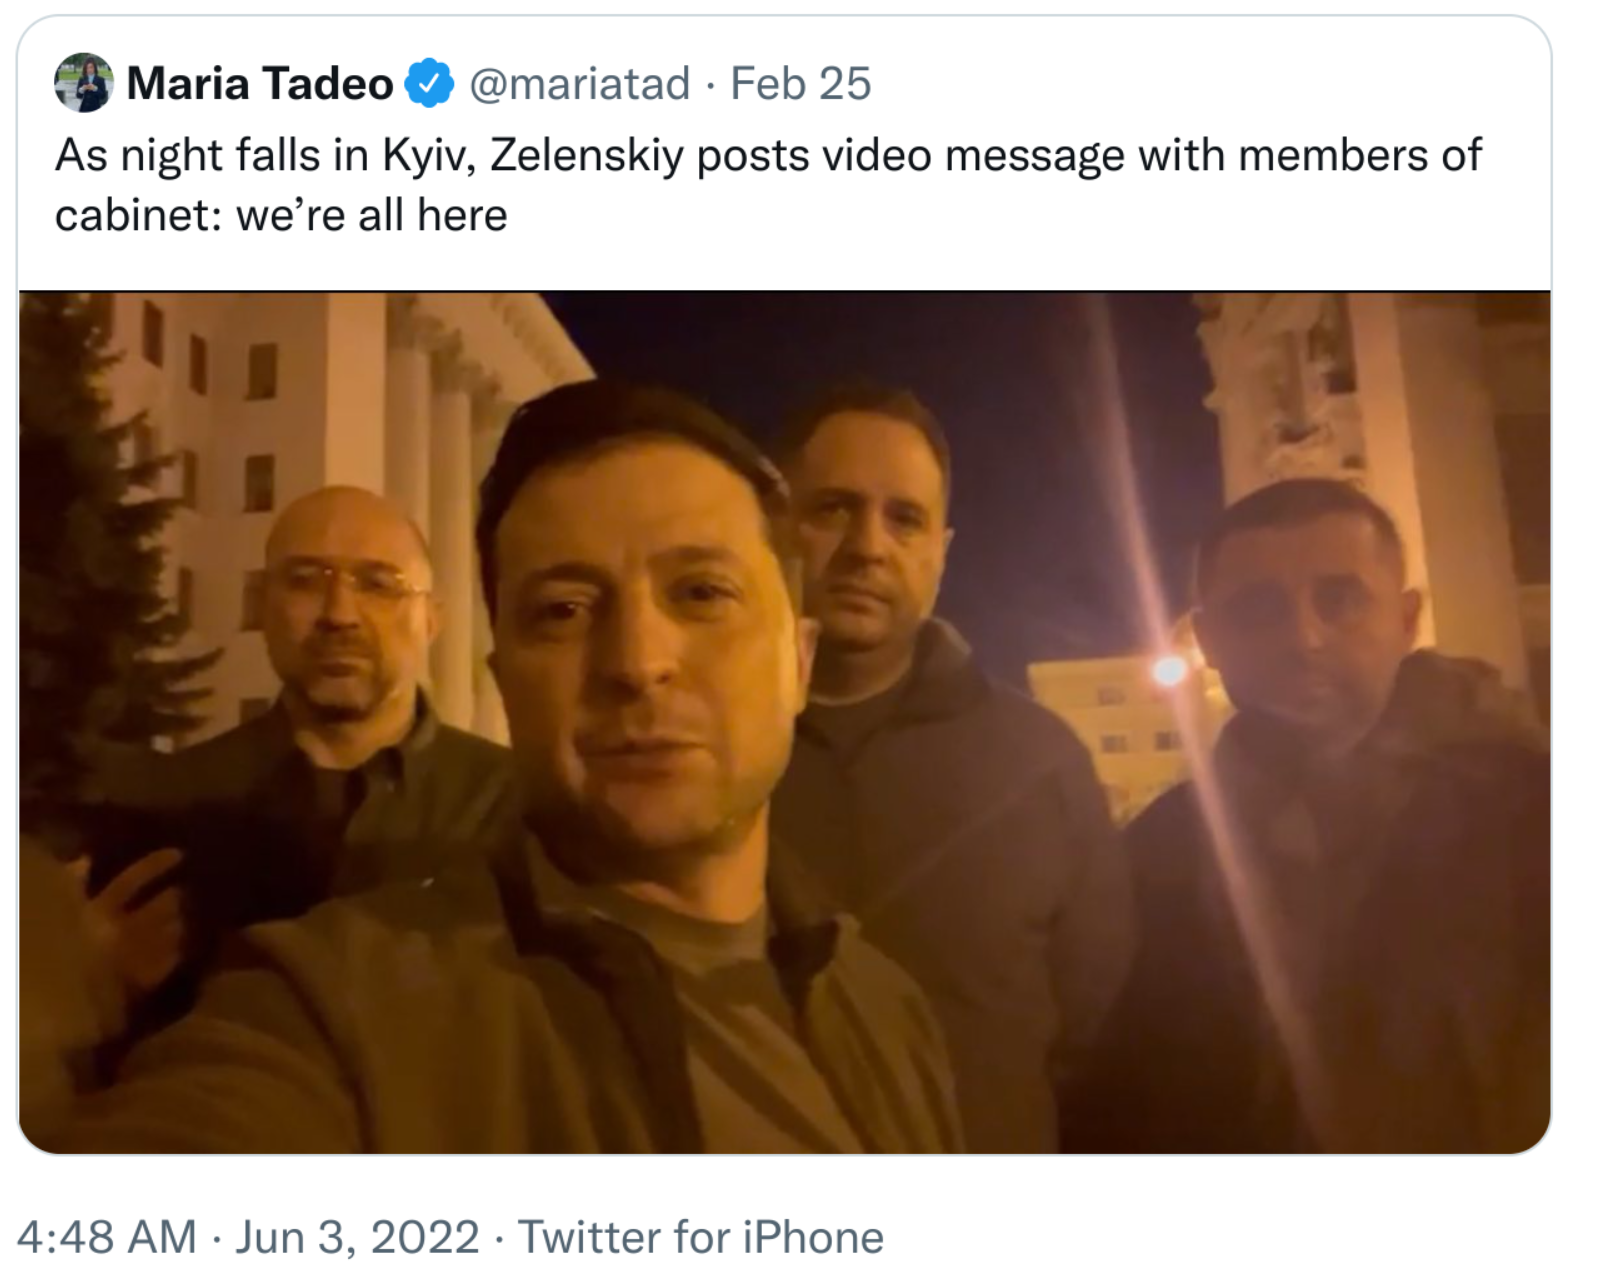 Maria Tadeo @mariatad · Feb 25
As night falls in Kyiv, Zelenskiy posts video message with members of
cabinet: we’re all here
4:48 AM · Jun 3, 2022 · Twitter for iPhone